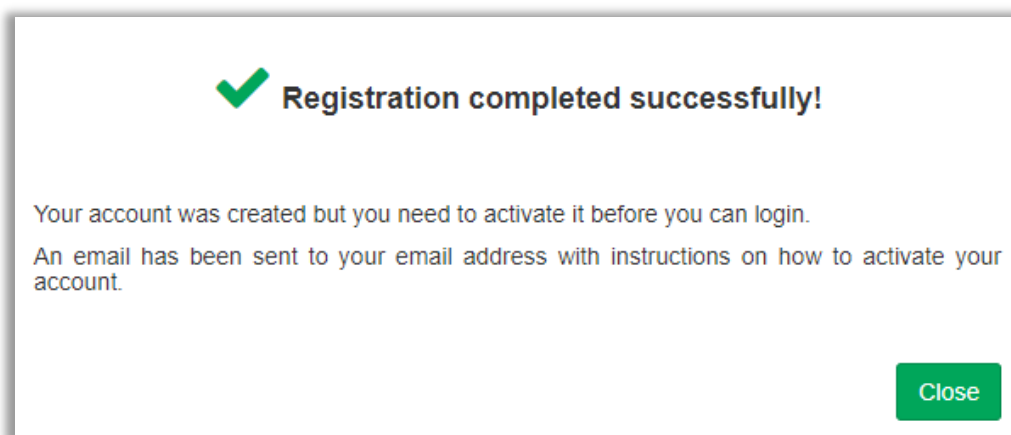 Registration completed successfully!
Your account was created but you need to activate it before you can login.
An email has been sent to your email address with instructions on how to activate your
account.
Close